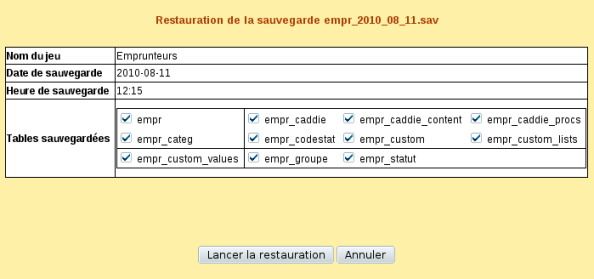 Restauration de la sauvegarde empr_2010_08_11.sav
Nom du jeu Emprunteurs
Date de sauvegarde 2010-08-11
Heure de sauvegarde 12:15
Tables sauvegardées
empr empr_caddie empr_caddie_content empr_caddie_procs
empr_categ empr_codestat empr_custom empr_custom_lists
empr_custom_values empr_groupe empr_statut
Lancer la restauration Annuler